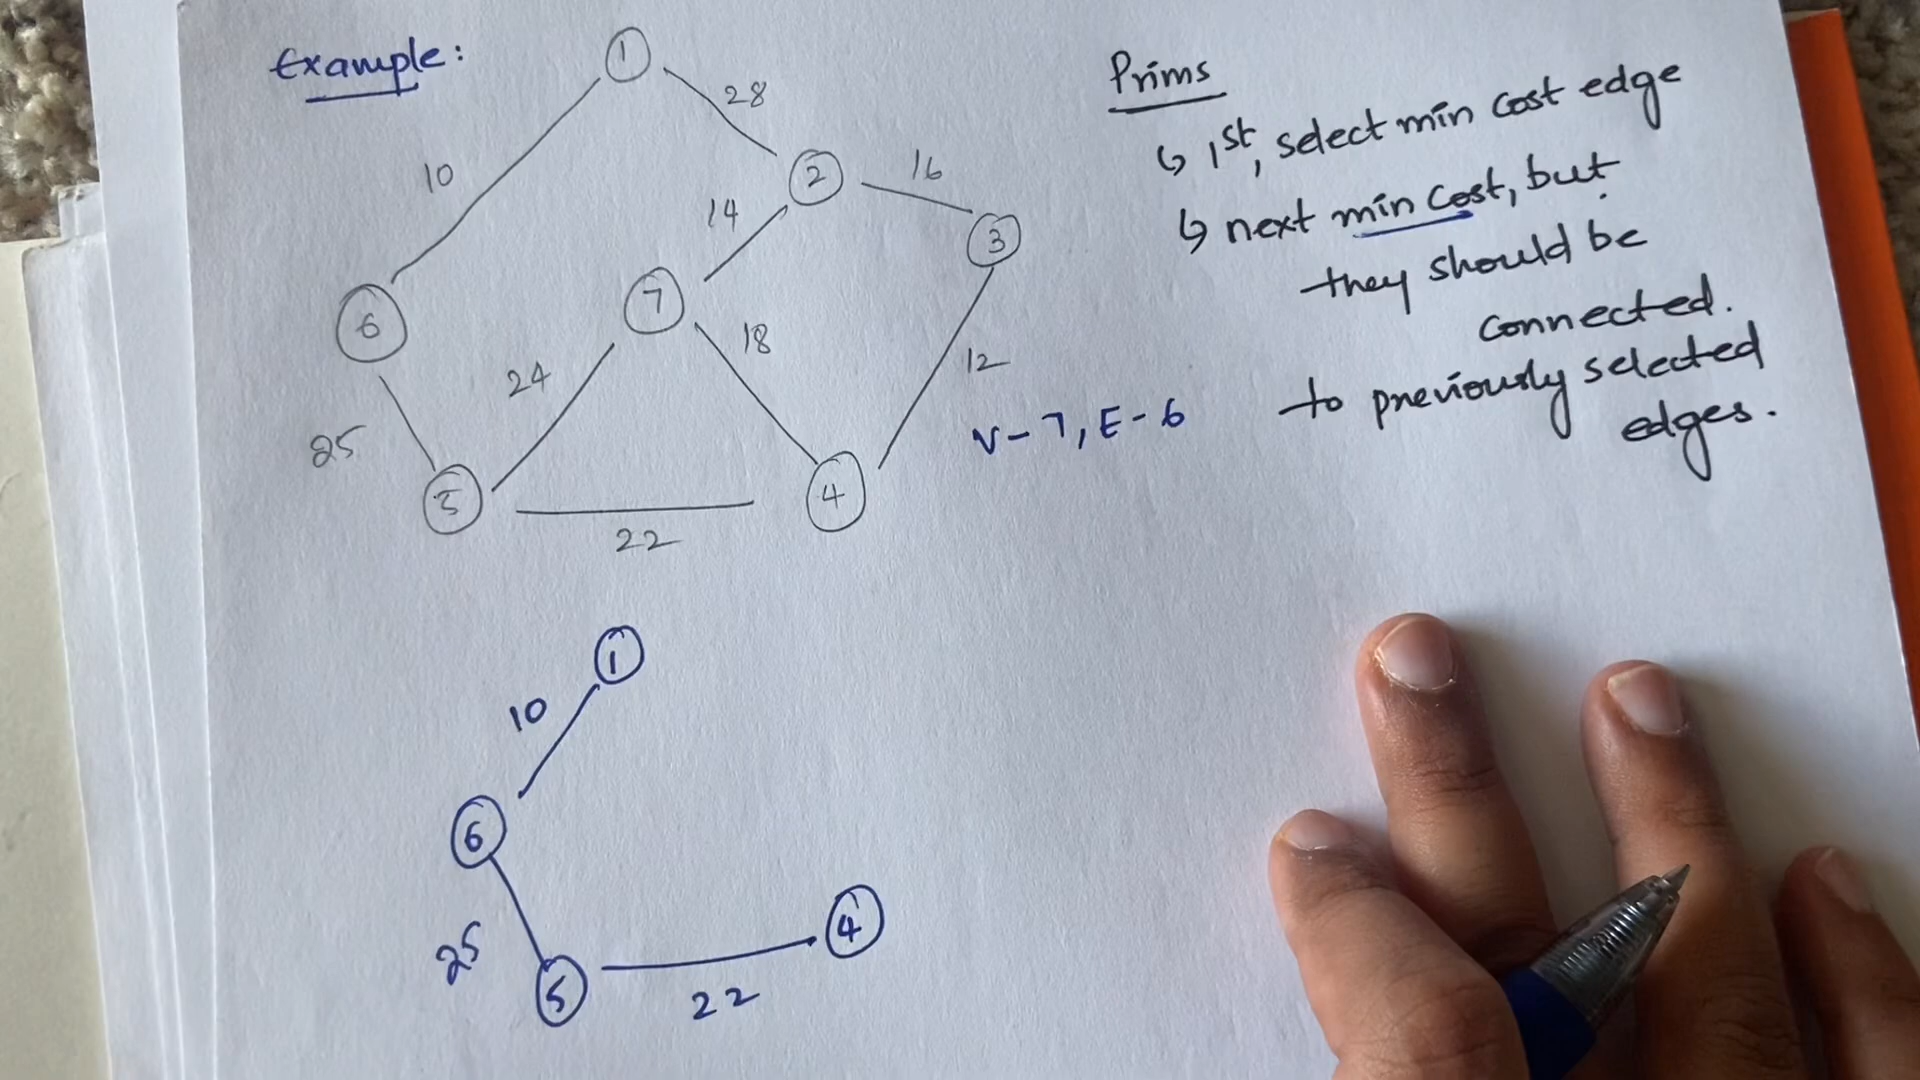 Example:
1
28
2
16
3
10
14
6
7
18
12
24
25
5
22
4
V-7, E-6
Prims
↳ 1st, select min cost edge
↳ next min cost, but
they should be
connected.
to previously selected
edges.
1
10
6
25
5
22
4